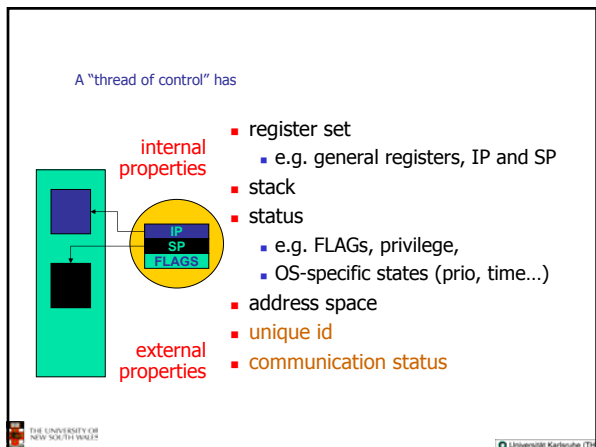 A "thread of control" has
internal
properties
register set
e.g. general registers, IP and SP
stack
status
e.g. FLAGs, privilege,
OS-specific states (prio, time...)
address space
unique id
communication status
IP
SP
FLAGS
external
properties
THE UNIVERSITY OF
NEW SOUTH WALES
Universität Karlsruhe (TH